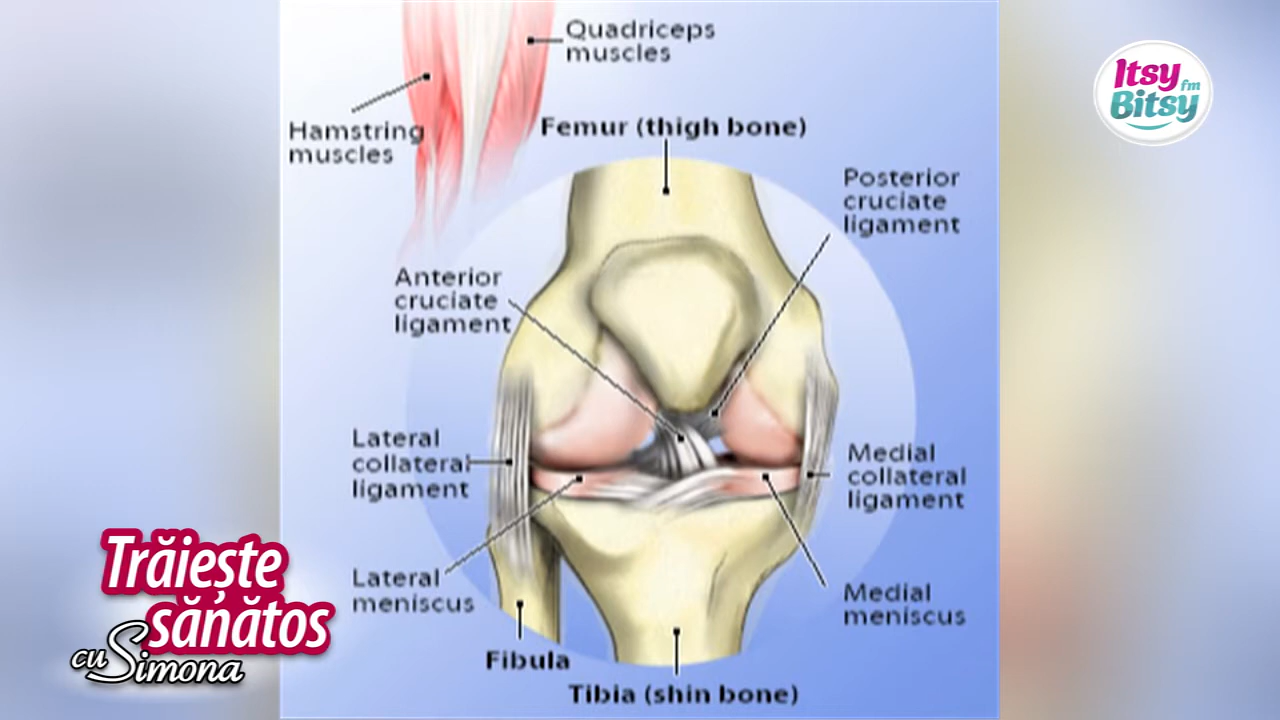 Quadriceps
muscles
Itsy
fm
Bitsy
Hamstring
muscles
Femur (thigh bone)
Posterior
cruciate
ligament
Anterior
cruciate
ligament
Lateral
collateral
ligament
Medial
collateral
ligament
Lateral
meniscus
Medial
meniscus
Fibula
Tibia (shin bone)
Trăiește
sănătos
cu Simona